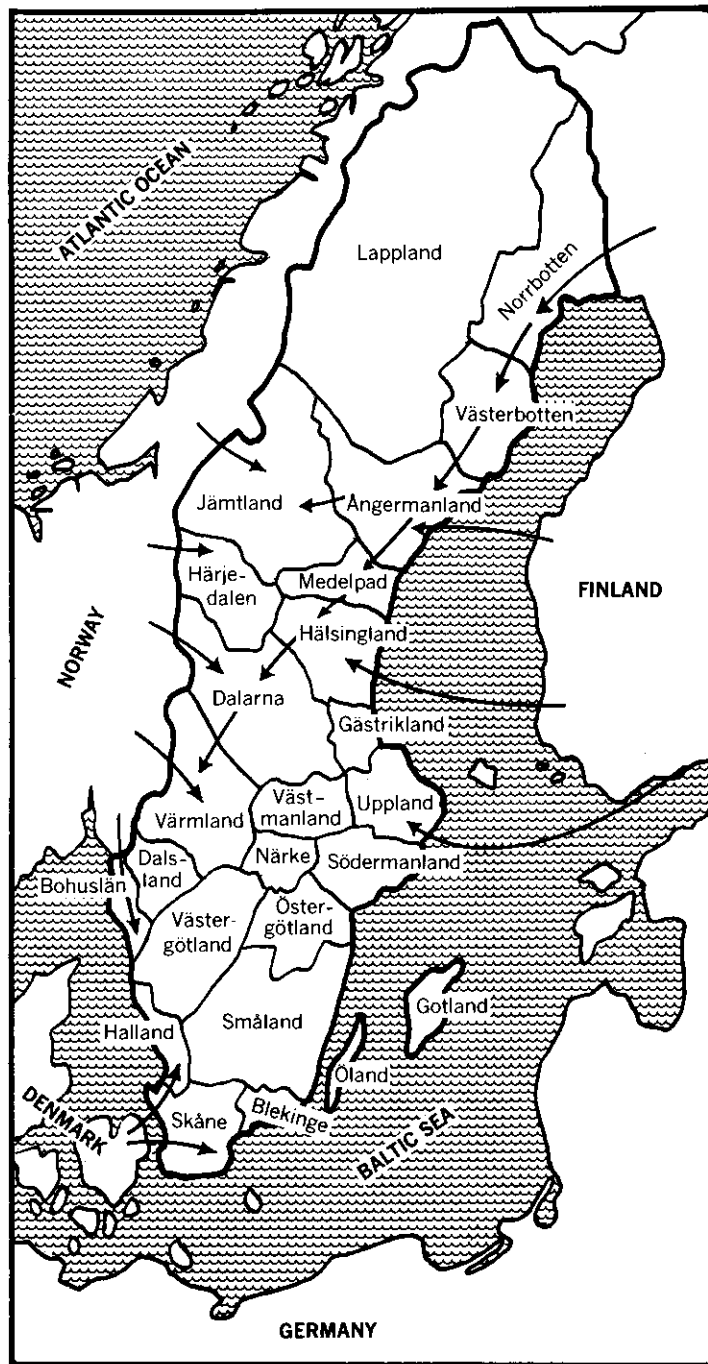 ATLANTIC OCEAN
Lappland
Norrbotten
Västerbotten
Jämtland
Ångermanland
Härje-
dalen
Medelpad
FINLAND
Hälsingland
NORWAY
Dalarna
Gästrikland
Väst-
manland
Uppland
Värmland
Dals-
land
Närke
Södermanland
Bohuslän
Väster-
götland
Öster-
götland
Gotland
Halland
Småland
Öland
DENMARK
Skåne
Blekinge
BALTIC SEA
GERMANY